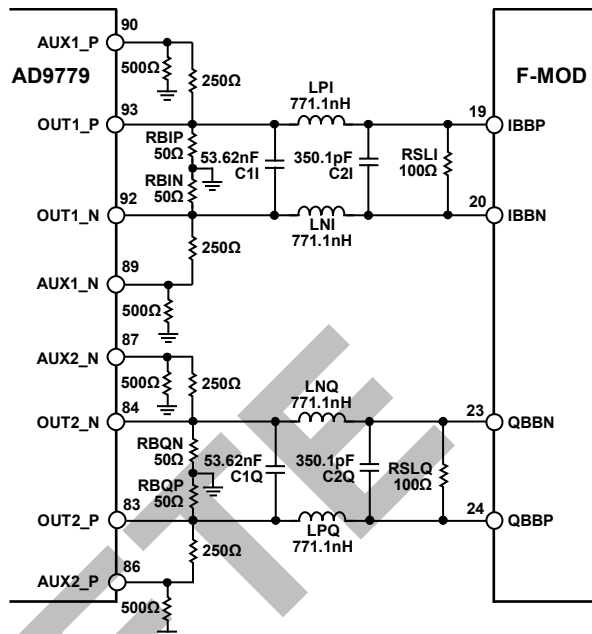 90
AUX1_P
AD9779
500Ω
250Ω
F-MOD
LPI
771.1nH
93
OUT1_P
19
IBBP
RBIP
50Ω
53.62nF
C1I
350.1pF
C2I
RSLI
100Ω
RBIN
50Ω
92
OUT1_N
20
IBBN
LNI
771.1nH
250Ω
89
AUX1_N
500Ω
87
AUX2_N
500Ω
250Ω
LNQ
771.1nH
84
OUT2_N
23
QBBN
RBQN
50Ω
53.62nF
C1Q
350.1pF
C2Q
RSLQ
100Ω
RBQP
50Ω
83
OUT2_P
24
QBBP
LPQ
771.1nH
250Ω
86
AUX2_P
500Ω